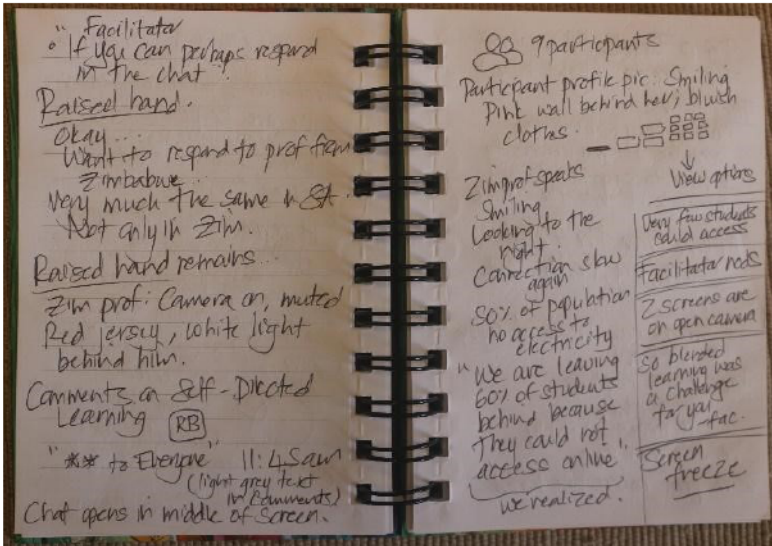 " Facilitator
If you can perhaps respond
in the chat "
Raised hand.
Okay...
Want to respond to prof from
Zimbabwe
Very much the same in SA.
Not only in Zim.
Raised hand remains...
Zim prof: Camera on, muted
Red jersey, white light
behind him.
Comments on Self-Directed
Learning RB
" ** to Everyone" 11:45am
(light grey text
in comments)
Chat opens in middle of screen.
9 participants
Participant profile pic: Smiling
Pink wall behind her; bluish
clothes.
View options
Zim prof speaks
Smiling
Looking to the
right.
Connection slow
again
50% of population
no access to
electricity
" We are leaving
60% of students
behind because
they could not
access online "
we realized.
Very few students
could access
Facilitator nods
2 screens are
on open camera
So blended
learning was
a challenge
for you
- fac.
Screen
freeze